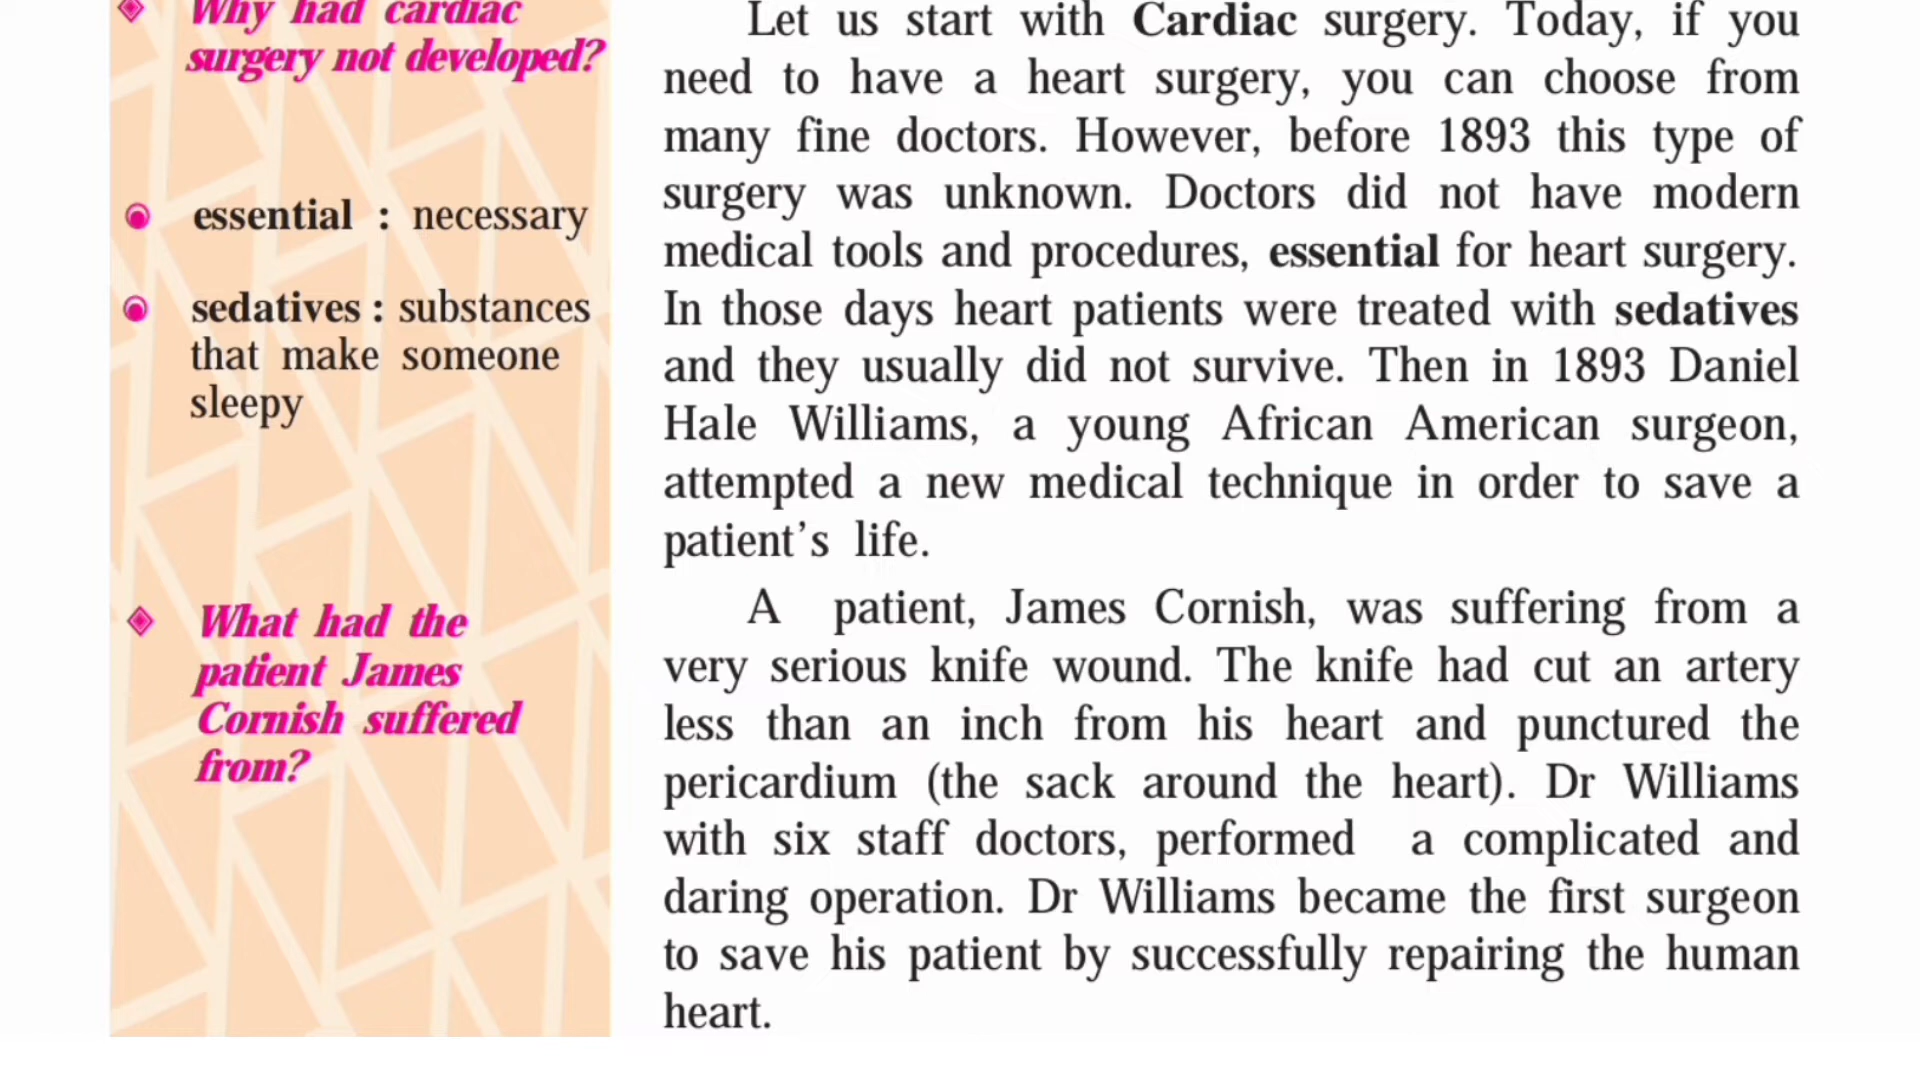 Why had cardiac
surgery not developed?
essential : necessary
sedatives : substances
that make someone
sleepy
What had the
patient James
Cornish suffered
from?
Let us start with Cardiac surgery. Today, if you
need to have a heart surgery, you can choose from
many fine doctors. However, before 1893 this type of
surgery was unknown. Doctors did not have modern
medical tools and procedures, essential for heart surgery.
In those days heart patients were treated with sedatives
and they usually did not survive. Then in 1893 Daniel
Hale Williams, a young African American surgeon,
attempted a new medical technique in order to save a
patient’s life.
A patient, James Cornish, was suffering from a
very serious knife wound. The knife had cut an artery
less than an inch from his heart and punctured the
pericardium (the sack around the heart). Dr Williams
with six staff doctors, performed a complicated and
daring operation. Dr Williams became the first surgeon
to save his patient by successfully repairing the human
heart.